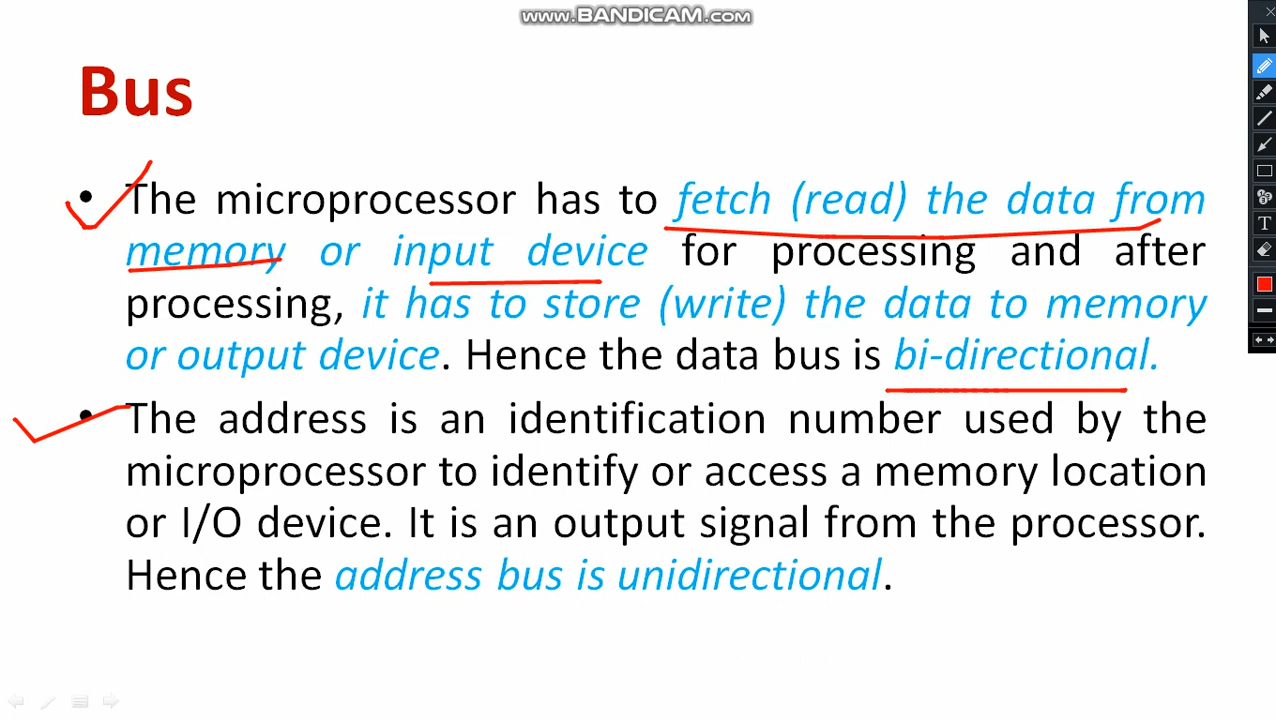 www.BANDICAM.com
Bus
• The microprocessor has to fetch (read) the data from
memory or input device for processing and after
processing, it has to store (write) the data to memory
or output device. Hence the data bus is bi-directional.
• The address is an identification number used by the
microprocessor to identify or access a memory location
or I/O device. It is an output signal from the processor.
Hence the address bus is unidirectional.